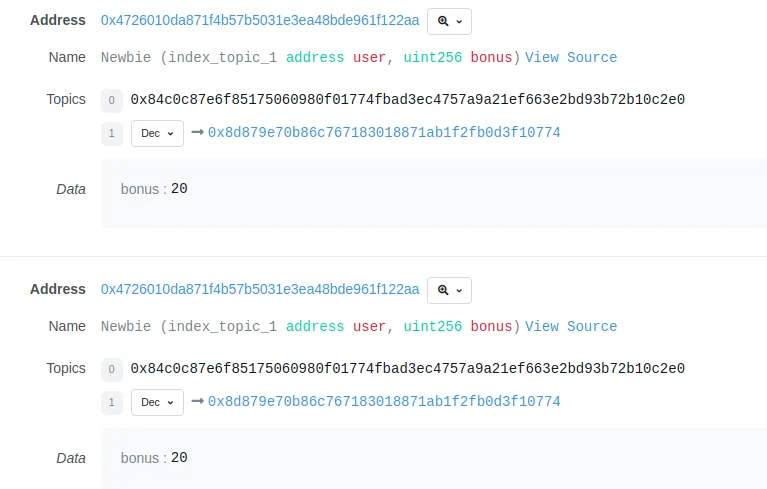 Address 0x4726010da871f4b57b5031e3ea48bde961f122aa
Name Newbie (index_topic_1 address user, uint256 bonus) View Source
Topics 0 0x84c0c87e6f85175060980f01774fbad3ec4757a9a21ef663e2bd93b72b10c2e0
1 Dec → 0x8d879e70b86c767183018871ab1f2fb0d3f10774
Data bonus : 20
Address 0x4726010da871f4b57b5031e3ea48bde961f122aa
Name Newbie (index_topic_1 address user, uint256 bonus) View Source
Topics 0 0x84c0c87e6f85175060980f01774fbad3ec4757a9a21ef663e2bd93b72b10c2e0
1 Dec → 0x8d879e70b86c767183018871ab1f2fb0d3f10774
Data bonus : 20